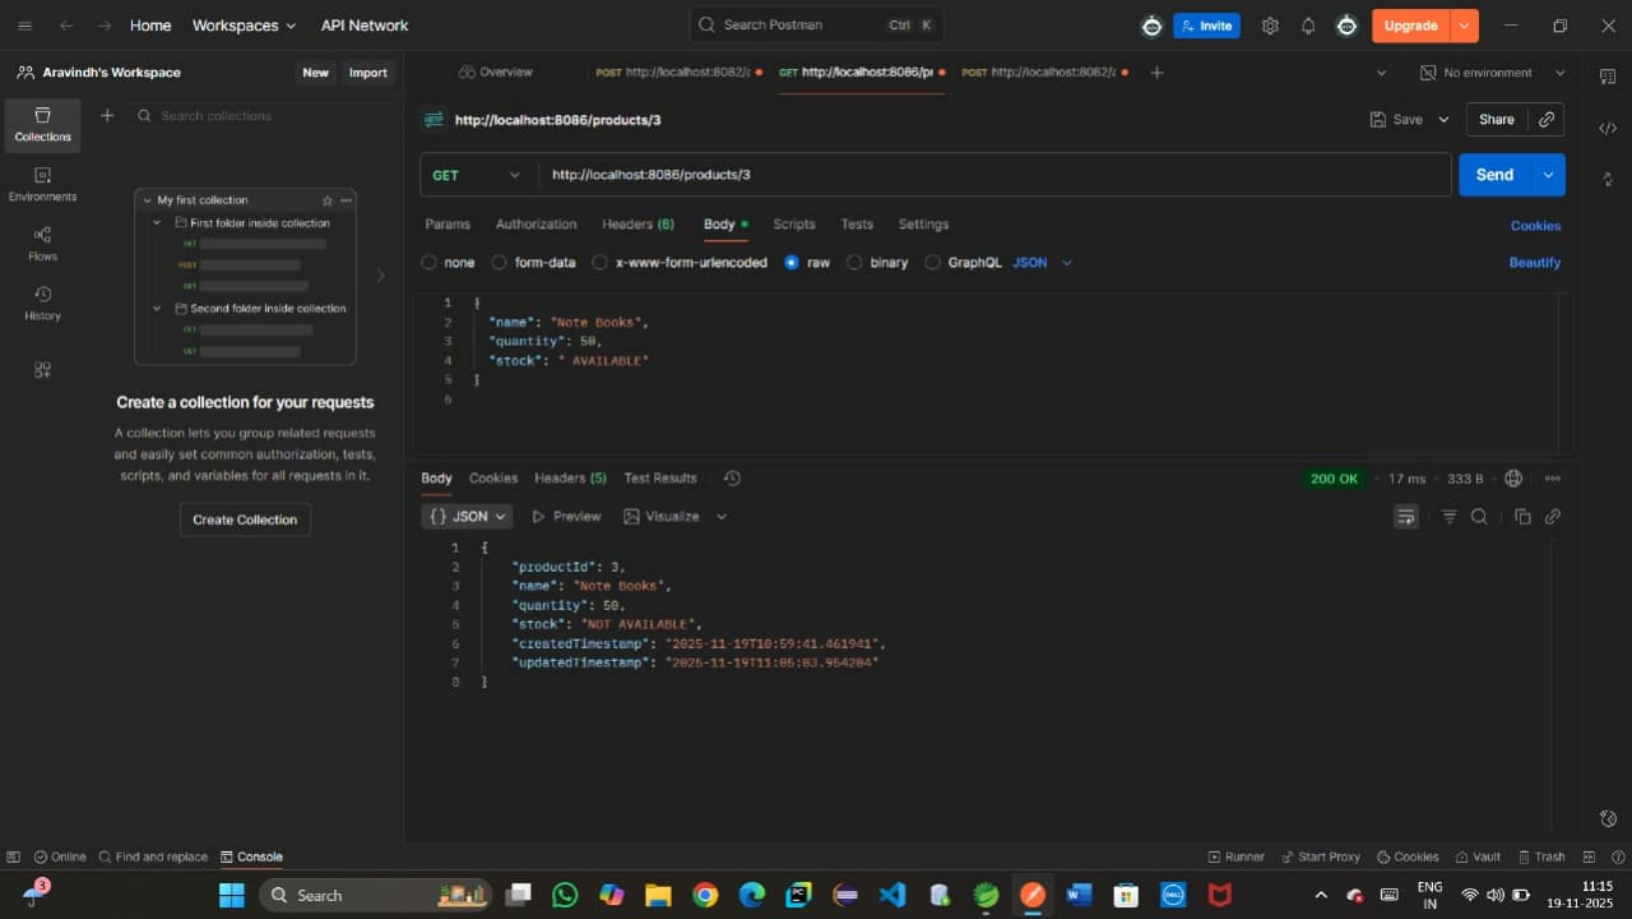 Home Workspaces API Network Search Postman Ctrl K Invite Upgrade
Aravindh's Workspace New Import Overview POST http://localhost:8082/ GET http://localhost:8086/pr POST http://localhost:8082/ No environment
Collections
Search collections
http://localhost:8086/products/3 Save Share
Environments
Flows
History
GET http://localhost:8086/products/3 Send
Params Authorization Headers (8) Body Scripts Tests Settings Cookies
none form-data x-www-form-urlencoded raw binary GraphQL JSON Beautify
My first collection
First folder inside collection
GET
POST
GET
Second folder inside collection
GET
GET
Create a collection for your requests
A collection lets you group related requests
and easily set common authorization, tests,
scripts, and variables for all requests in it.
Create Collection
1 {
2 "name": "Note Books",
3 "quantity": 50,
4 "stock": " AVAILABLE"
5 }
6
Body Cookies Headers (5) Test Results 200 OK 17 ms 333 B
{} JSON Preview Visualize
1 {
2 "productId": 3,
3 "name": "Note Books",
4 "quantity": 50,
5 "stock": "NOT AVAILABLE",
6 "createdTimestamp": "2025-11-19T10:59:41.461941",
7 "updatedTimestamp": "2025-11-19T11:05:03.954204"
8 }
Online Find and replace Console Runner Start Proxy Cookies Vault Trash
3 Search ENG IN 11:15
19-11-2025